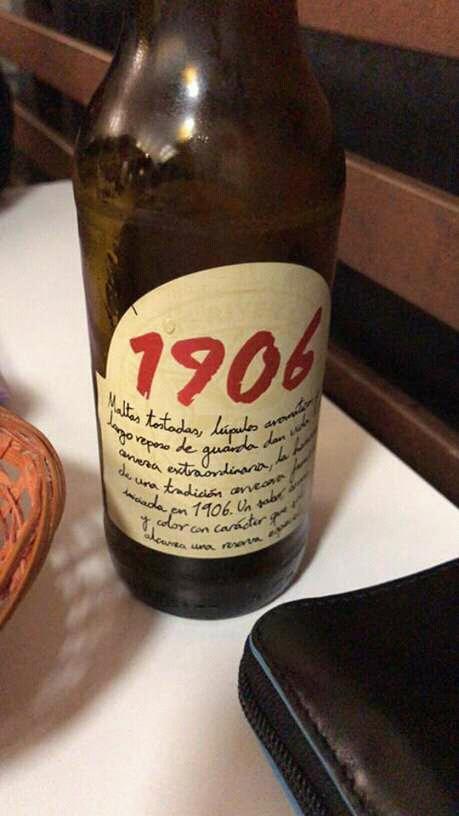 1906
Maltas tostadas, lúpulos
largo reposo de guarda dan vida
cerveza extraordinaria, la
de una tradición cervecera
iniciada en 1906. Un sabor
y color con carácter que
alcanza una reserva